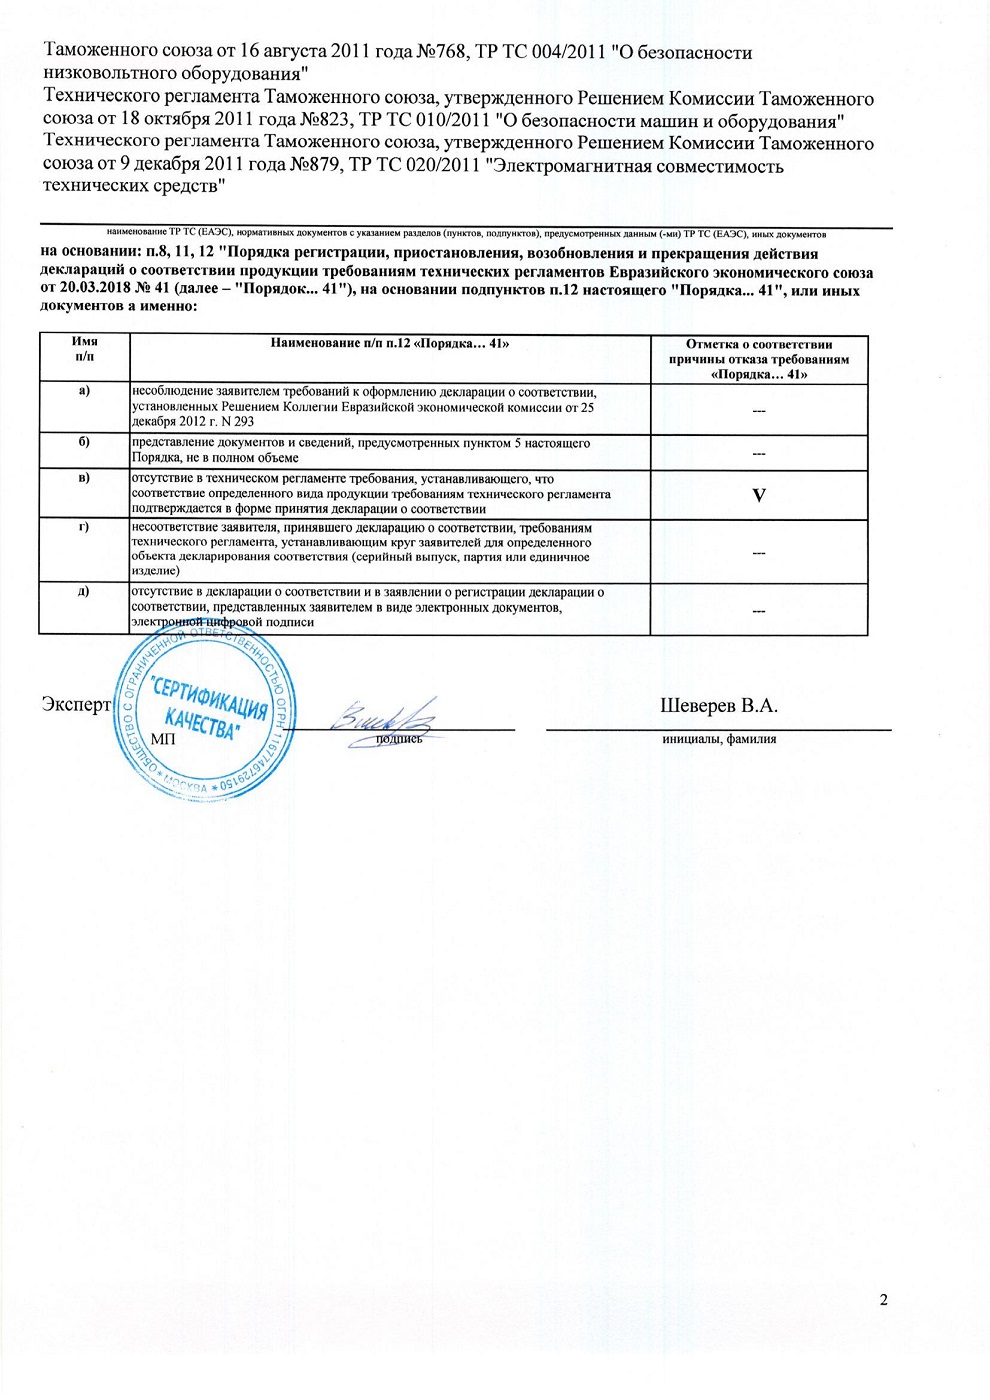 Таможенного союза от 16 августа 2011 года №768, ТР ТС 004/2011 "О безопасности
низковольтного оборудования"
Технического регламента Таможенного союза, утвержденного Решением Комиссии Таможенного
союза от 18 октября 2011 года №823, ТР ТС 010/2011 "О безопасности машин и оборудования"
Технического регламента Таможенного союза, утвержденного Решением Комиссии Таможенного
союза от 9 декабря 2011 года №879, ТР ТС 020/2011 "Электромагнитная совместимость
технических средств"
наименование ТР ТС (ЕАЭС), нормативных документов с указанием разделов (пунктов, подпунктов), предусмотренных данным (-ми) ТР ТС (ЕАЭС), иных документов
на основании: п.8, 11, 12 "Порядка регистрации, приостановления, возобновления и прекращения действия
деклараций о соответствии продукции требованиям технических регламентов Евразийского экономического союза
от 20.03.2018 № 41 (далее – "Порядок... 41"), на основании подпунктов п.12 настоящего "Порядка... 41", или иных
документов а именно:
Имя
п/п
Наименование п/п п.12 «Порядка… 41»
Отметка о соответствии
причины отказа требованиям
«Порядка… 41»
а)
несоблюдение заявителем требований к оформлению декларации о соответствии,
установленных Решением Коллегии Евразийской экономической комиссии от 25
декабря 2012 г. N 293
---
б)
представление документов и сведений, предусмотренных пунктом 5 настоящего
Порядка, не в полном объеме
---
в)
отсутствие в техническом регламенте требования, устанавливающего, что
соответствие определенного вида продукции требованиям технического регламента
подтверждается в форме принятия декларации о соответствии
V
г)
несоответствие заявителя, принявшего декларацию о соответствии, требованиям
технического регламента, устанавливающим круг заявителей для определенного
объекта декларирования соответствия (серийный выпуск, партия или единичное
изделие)
---
д)
отсутствие в декларации о соответствии и в заявлении о регистрации декларации о
соответствии, представленных заявителем в виде электронных документов,
электронной цифровой подписи
---
ОБЩЕСТВО С ОГРАНИЧЕННОЙ ОТВЕТСТВЕННОСТЬЮ ОГРН 1167746729150
* МОСКВА *
"СЕРТИФИКАЦИЯ
КАЧЕСТВА"
Эксперт
Шеверев В.А.
МП
подпись
инициалы, фамилия
2